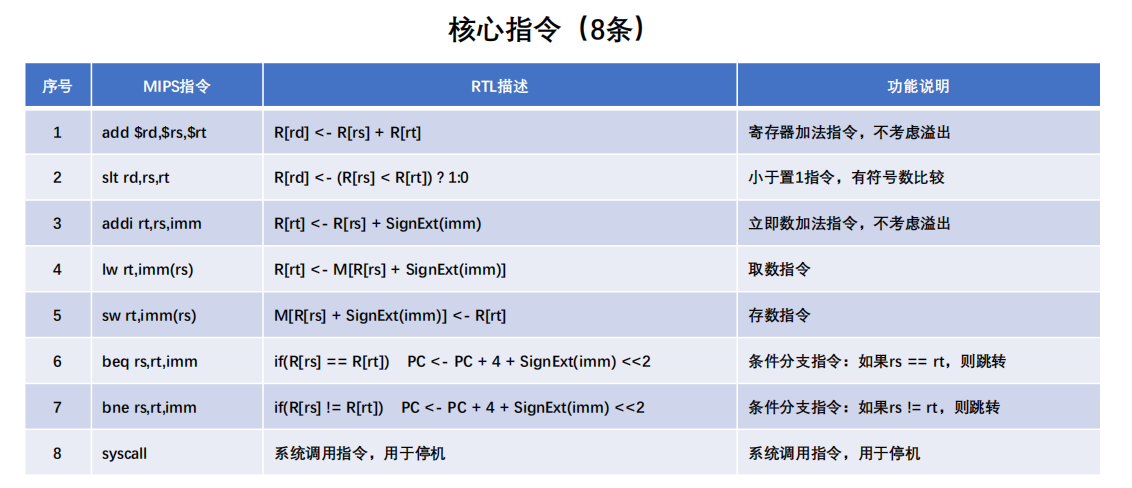 核心指令（8条）
序号 MIPS指令 RTL描述 功能说明
1 add $rd,$rs,$rt R[rd] <- R[rs] + R[rt] 寄存器加法指令，不考虑溢出
2 slt rd,rs,rt R[rd] <- (R[rs] < R[rt]) ? 1:0 小于置1指令，有符号数比较
3 addi rt,rs,imm R[rt] <- R[rs] + SignExt(imm) 立即数加法指令，不考虑溢出
4 lw rt,imm(rs) R[rt] <- M[R[rs] + SignExt(imm)] 取数指令
5 sw rt,imm(rs) M[R[rs] + SignExt(imm)] <- R[rt] 存数指令
6 beq rs,rt,imm if(R[rs] == R[rt]) PC <- PC + 4 + SignExt(imm) <<2 条件分支指令：如果rs == rt，则跳转
7 bne rs,rt,imm if(R[rs] != R[rt]) PC <- PC + 4 + SignExt(imm) <<2 条件分支指令：如果rs != rt，则跳转
8 syscall 系统调用指令，用于停机 系统调用指令，用于停机